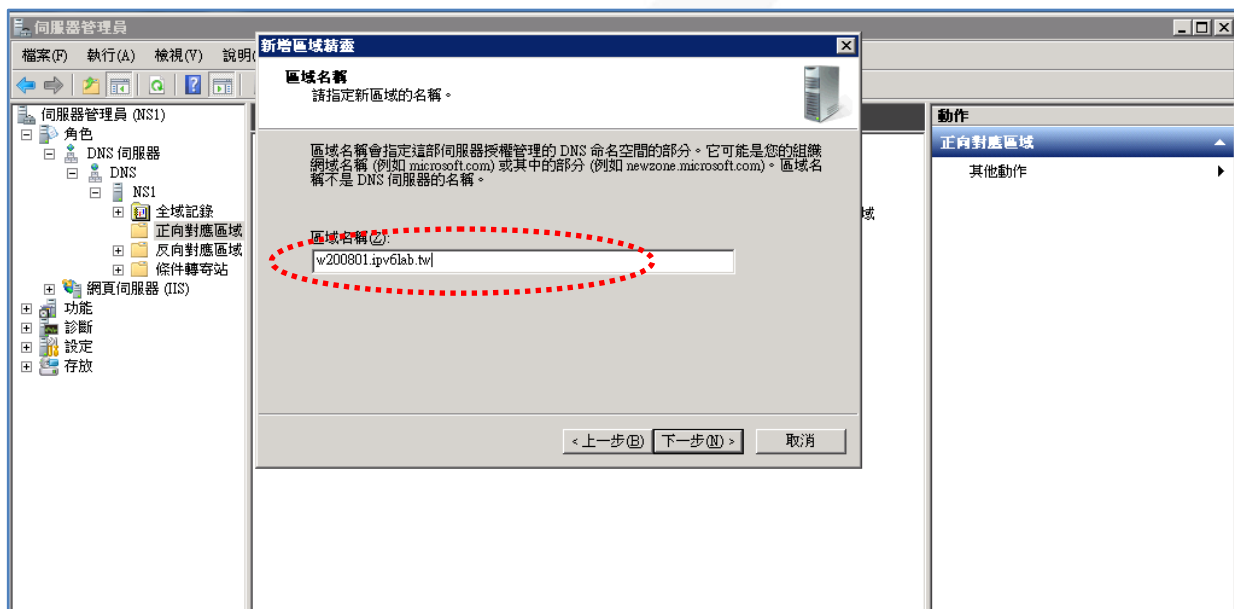 伺服器管理員
檔案(F) 執行(A) 檢視(V) 說明(
伺服器管理員 (NS1)
角色
DNS 伺服器
DNS
NS1
全域記錄
正向對應區域
反向對應區域
條件轉寄站
網頁伺服器 (IIS)
功能
診斷
設定
存放
新增區域精靈
區域名稱
請指定新區域的名稱。
區域名稱會指定這部伺服器授權管理的 DNS 命名空間的部分。它可能是您的組織
網域名稱 (例如 microsoft.com) 或其中的部分 (例如 newzone.microsoft.com)。區域名
稱不是 DNS 伺服器的名稱。
區域名稱(Z):
w200801.ipv6lab.tw
<上一步(B) 下一步(N)> 取消
域
動作
正向對應區域
其他動作